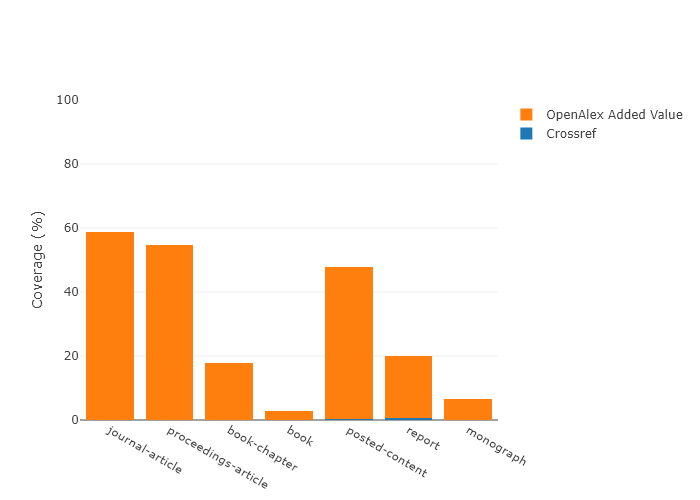 100
80
60
40
20
0
Coverage (%)
journal-article
proceedings-article
book-chapter
book
posted-content
report
monograph
OpenAlex Added Value
Crossref